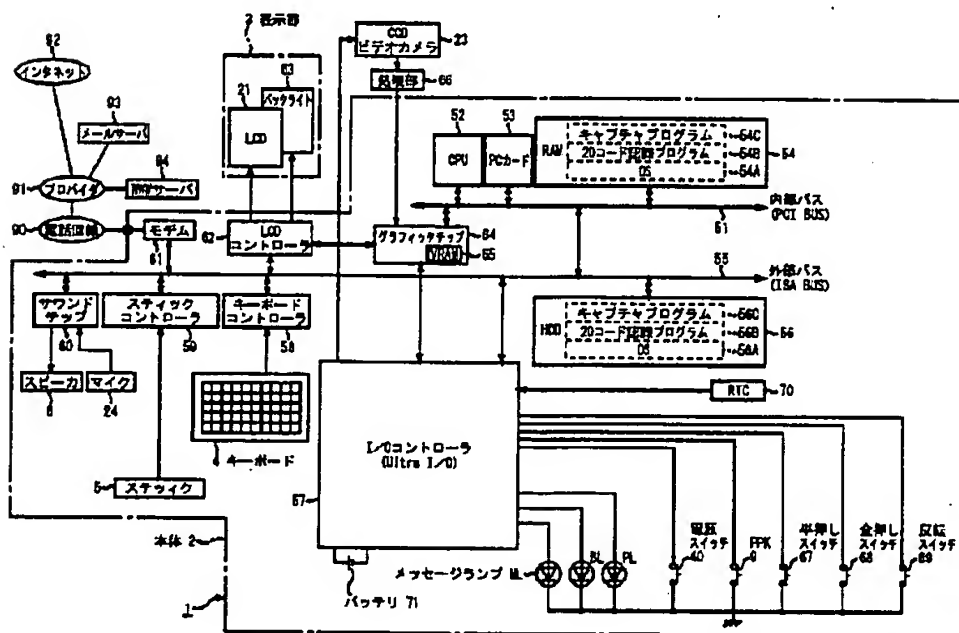 3 表示部
CCD
ビデオカメラ
23
処理部
66
92
インタネット
93
メールサーバ
91
プロバイダ
94
WWWサーバ
90
電話回線
モデム
61
21
LCD
63
バックライト
62
LCD
コントローラ
グラフィックチップ
64
VRAM
65
52
CPU
53
PCカード
RAM
キャプチャプログラム
54C
2Dコード認識プログラム
54B
OS
54A
54
内部バス
(PCI BUS)
51
55
外部バス
(ISA BUS)
HDD
キャプチャプログラム
56C
2Dコード認識プログラム
56B
OS
56A
56
サウンド
チップ
60
スティック
コントローラ
59
キーボード
コントローラ
58
スピーカ
8
マイク
24
4 キーボード
5
スティック
I/Oコントローラ
(Ultra I/O)
57
RTC
70
本体 2
1
バッテリ 71
メッセージランプ ML
BL
PL
電源
スイッチ
40
PPK
9
半押し
スイッチ
67
全押し
スイッチ
68
反転
スイッチ
69